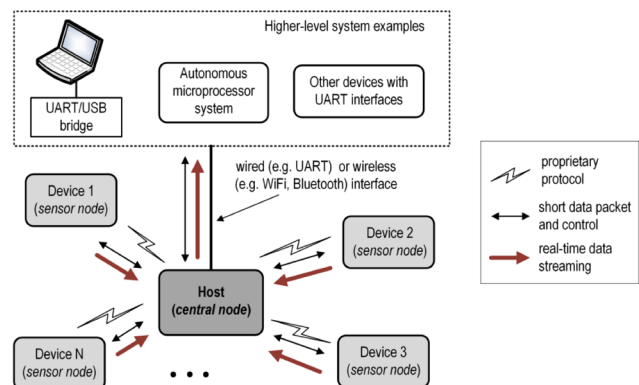 Higher-level system examples
UART/USB
bridge
Autonomous
microprocessor
system
Other devices with
UART interfaces
wired (e.g. UART) or wireless
(e.g. WiFi, Bluetooth) interface
Device 1
(sensor node)
Device 2
(sensor node)
Host
(central node)
Device N
(sensor node)
Device 3
(sensor node)
• • •
proprietary
protocol
short data packet
and control
real-time data
streaming